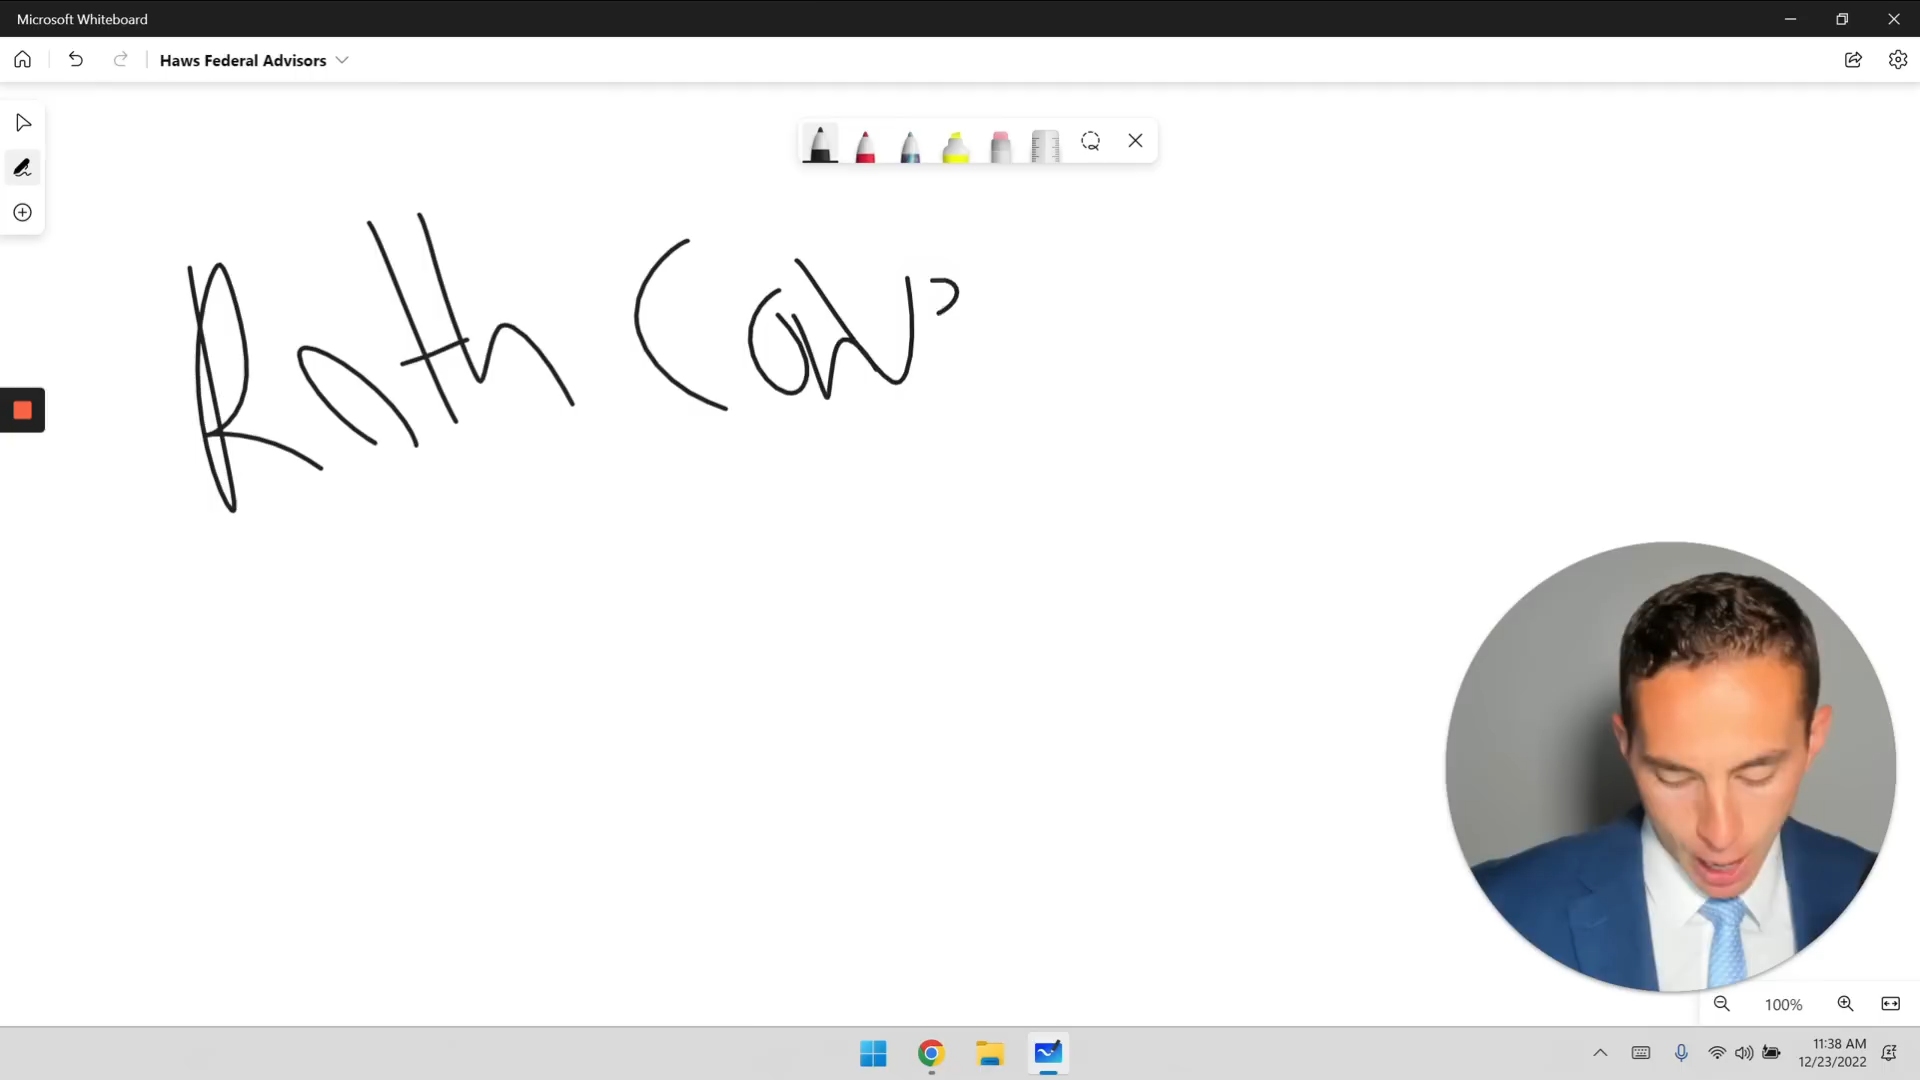 Microsoft Whiteboard
Haws Federal Advisors
Roth Conv
100%
11:38 AM
12/23/2022